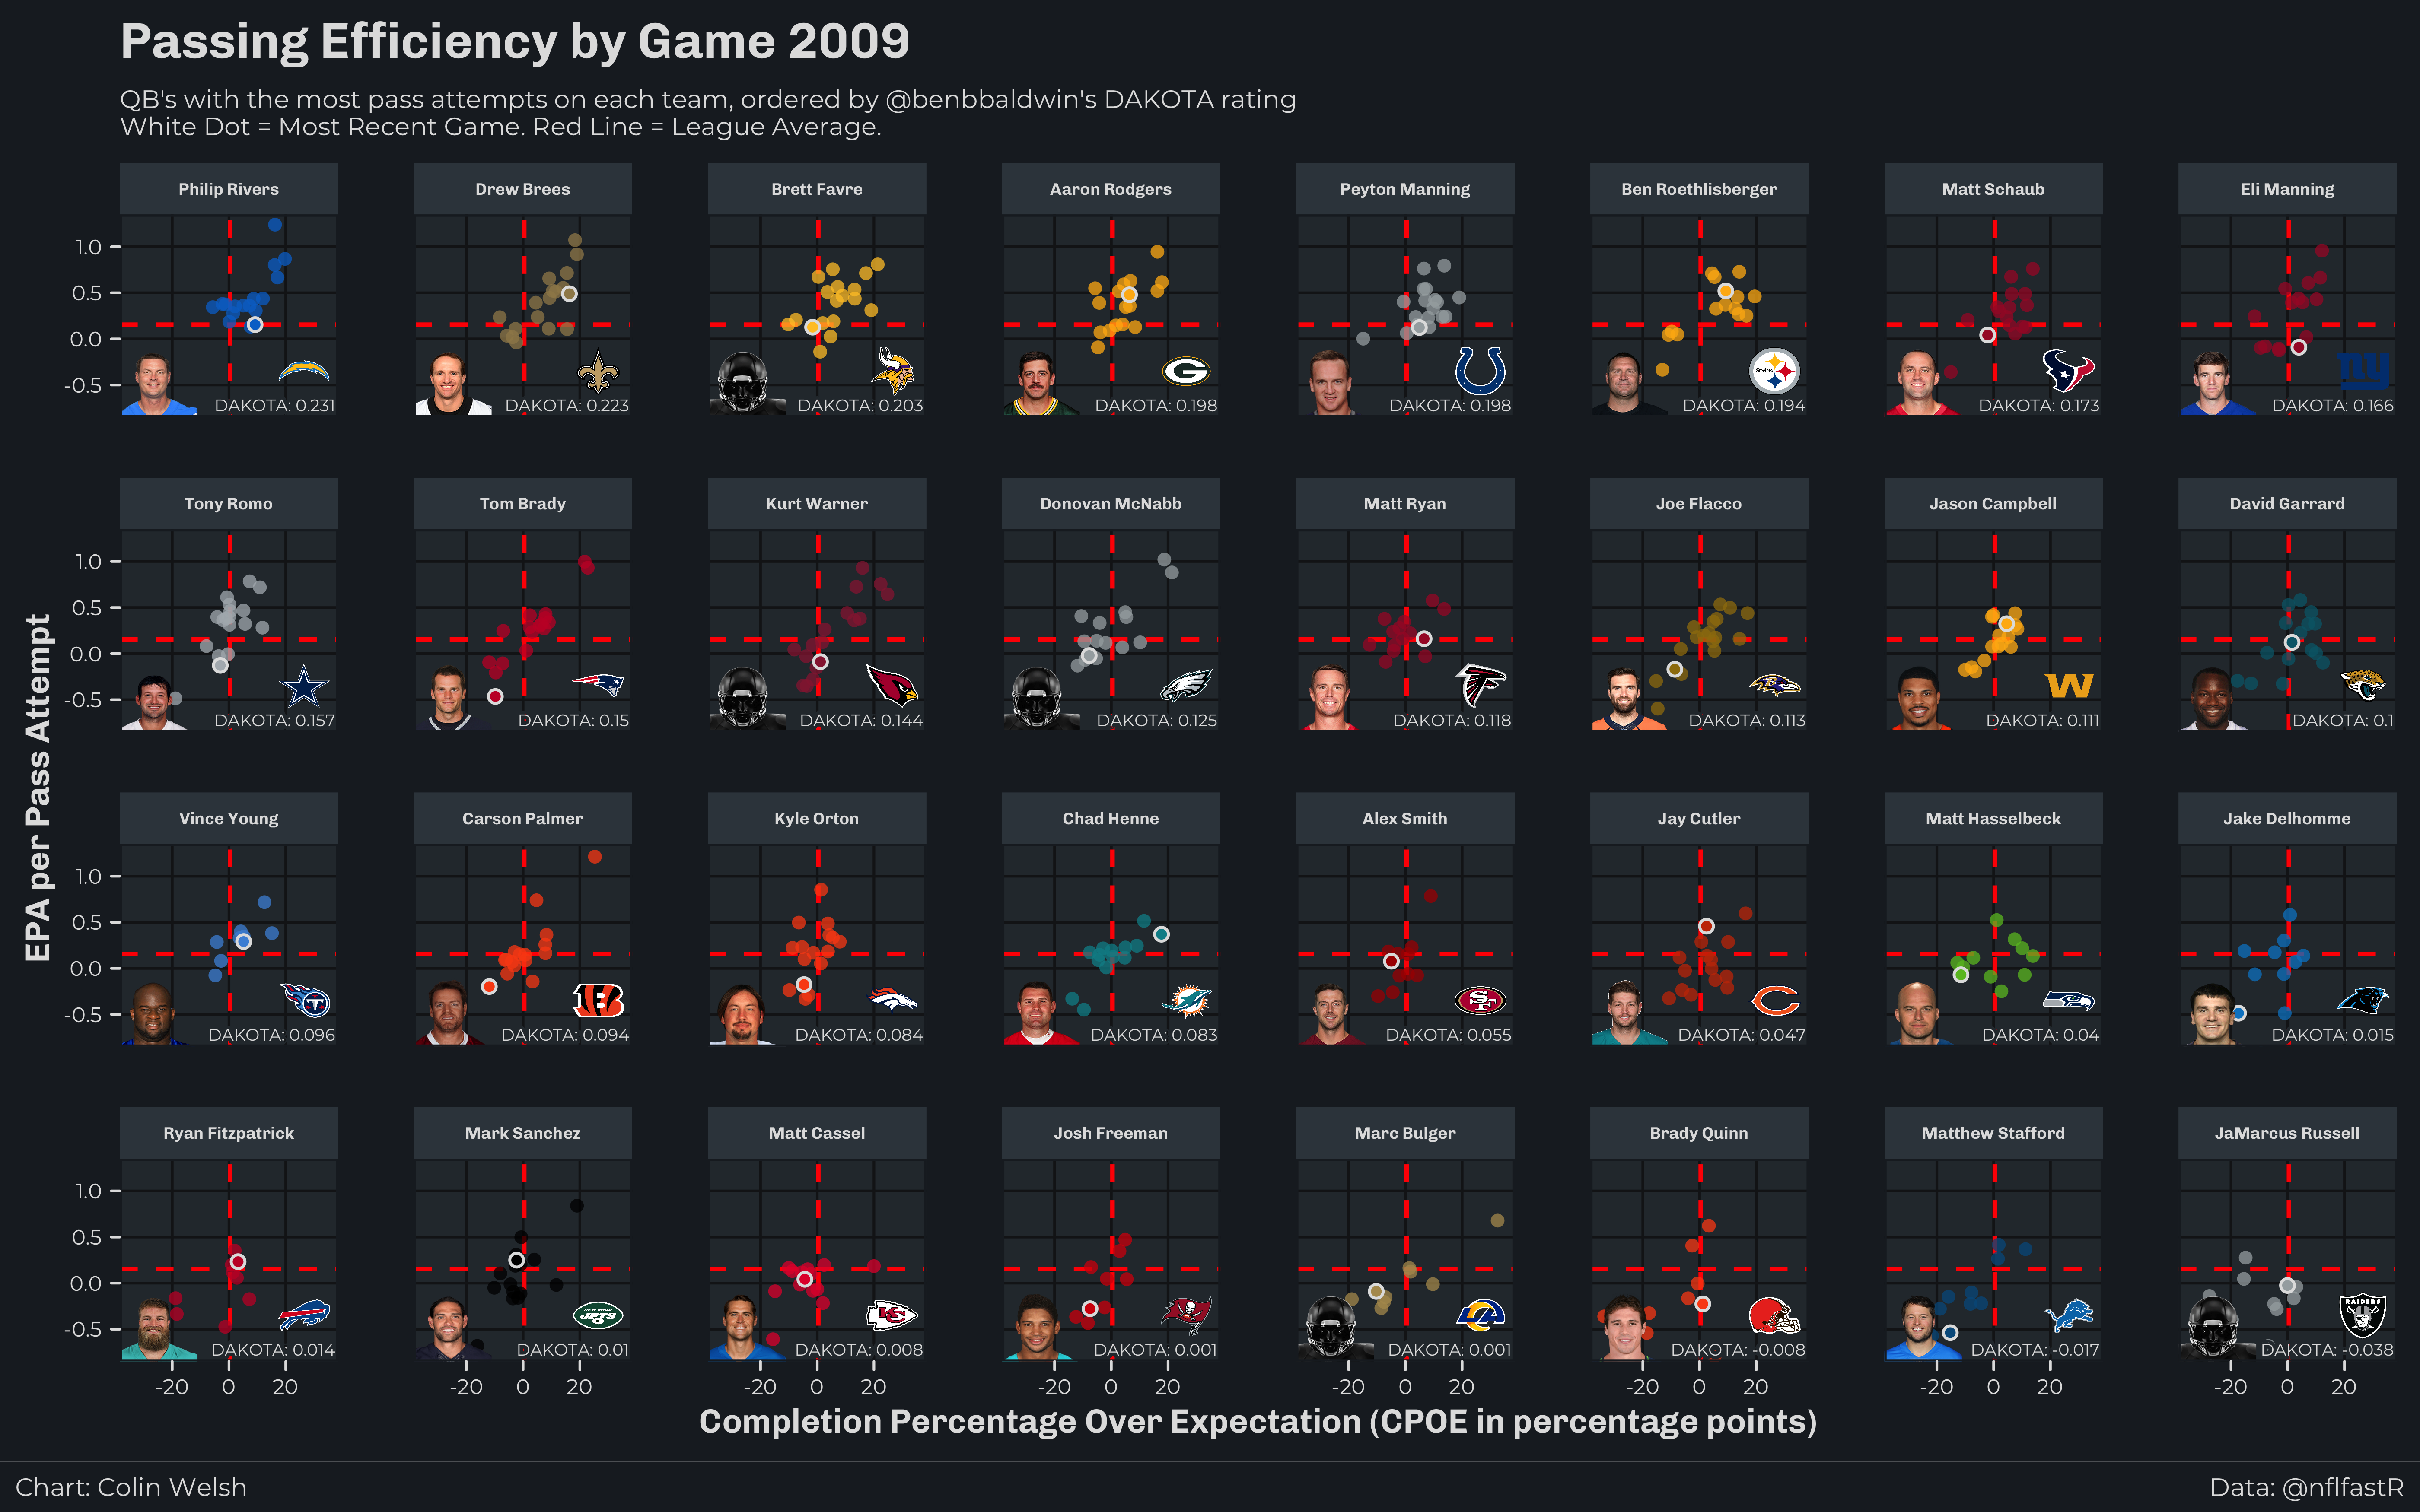 Passing Efficiency by Game 2009
QB's with the most pass attempts on each team, ordered by @benbbaldwin's DAKOTA rating
White Dot = Most Recent Game. Red Line = League Average.
Philip Rivers
Drew Brees
Brett Favre
Aaron Rodgers
Peyton Manning
Ben Roethlisberger
Matt Schaub
Eli Manning
1.0
0.5
0.0
-0.5
G
Steelers
NY
DAKOTA: 0.231
DAKOTA: 0.223
DAKOTA: 0.203
DAKOTA: 0.198
DAKOTA: 0.198
DAKOTA: 0.194
DAKOTA: 0.173
DAKOTA: 0.166
Tony Romo
Tom Brady
Kurt Warner
Donovan McNabb
Matt Ryan
Joe Flacco
Jason Campbell
David Garrard
1.0
0.5
0.0
-0.5
W
DAKOTA: 0.157
DAKOTA: 0.15
DAKOTA: 0.144
DAKOTA: 0.125
DAKOTA: 0.118
DAKOTA: 0.113
DAKOTA: 0.111
DAKOTA: 0.1
EPA per Pass Attempt
Vince Young
Carson Palmer
Kyle Orton
Chad Henne
Alex Smith
Jay Cutler
Matt Hasselbeck
Jake Delhomme
1.0
0.5
0.0
-0.5
T
B
SF
C
DAKOTA: 0.096
DAKOTA: 0.094
DAKOTA: 0.084
DAKOTA: 0.083
DAKOTA: 0.055
DAKOTA: 0.047
DAKOTA: 0.04
DAKOTA: 0.015
Ryan Fitzpatrick
Mark Sanchez
Matt Cassel
Josh Freeman
Marc Bulger
Brady Quinn
Matthew Stafford
JaMarcus Russell
1.0
0.5
0.0
-0.5
NEW YORK
JETS
KC
LA
RAIDERS
DAKOTA: 0.014
DAKOTA: 0.01
DAKOTA: 0.008
DAKOTA: 0.001
DAKOTA: 0.001
DAKOTA: -0.008
DAKOTA: -0.017
DAKOTA: -0.038
-20 0 20
-20 0 20
-20 0 20
-20 0 20
-20 0 20
-20 0 20
-20 0 20
-20 0 20
Completion Percentage Over Expectation (CPOE in percentage points)
Chart: Colin Welsh
Data: @nflfastR